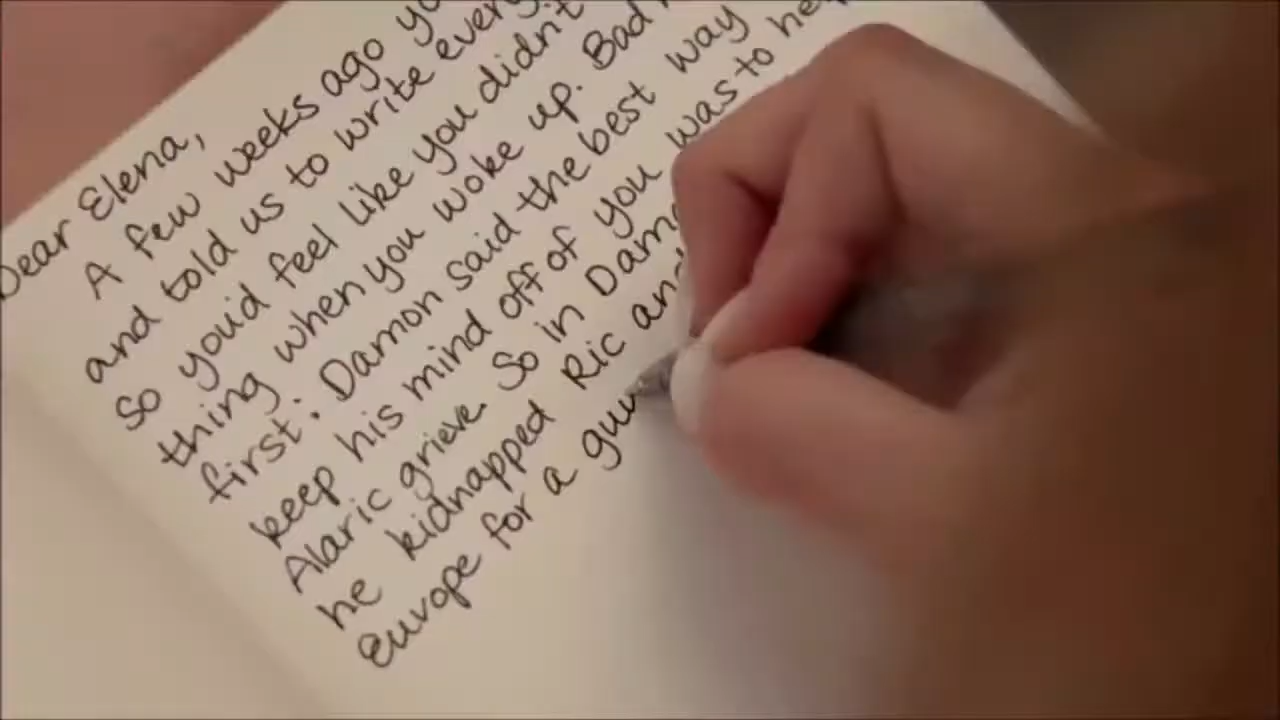 Dear Elena,
A few weeks ago
and told us to write
so you'd feel like you didn't
thing when you woke up. Bad
first: Damon said the best way
keep his mind off of you was to
Alaric grieve. So in
he kidnapped Ric and
Europe for a